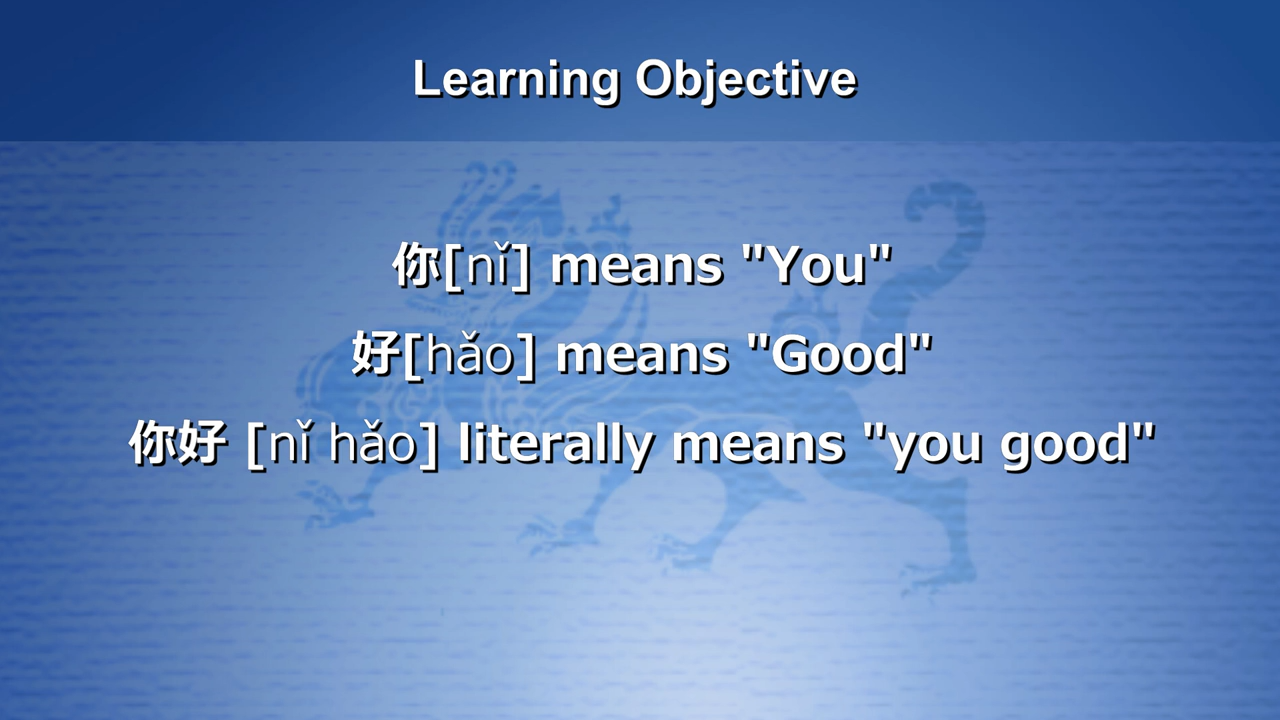 Learning Objective
你[nǐ] means "You"
好[hǎo] means "Good"
你好 [nǐ hǎo] literally means "you good"